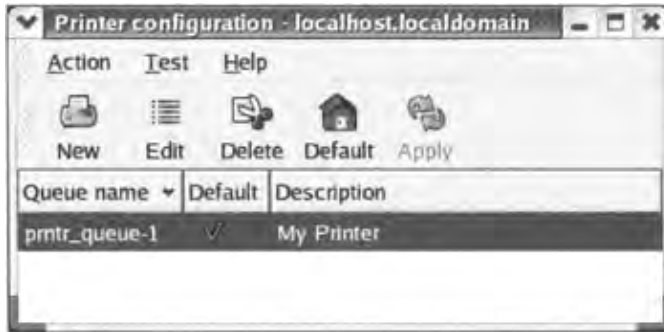 Printer configuration - localhost.localdomain
Action Test Help
New Edit Delete Default Apply
Queue name Default Description
prntr_queue-1 My Printer